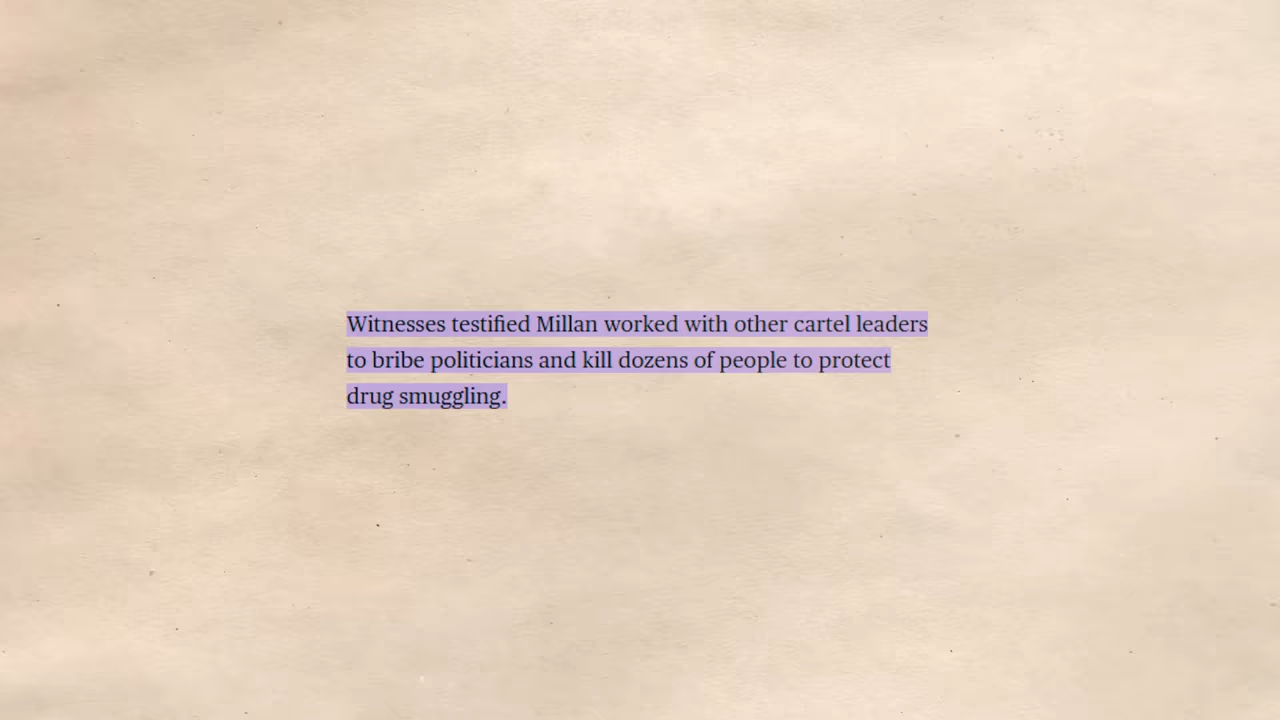 Witnesses testified Millan worked with other cartel leaders
to bribe politicians and kill dozens of people to protect
drug smuggling.